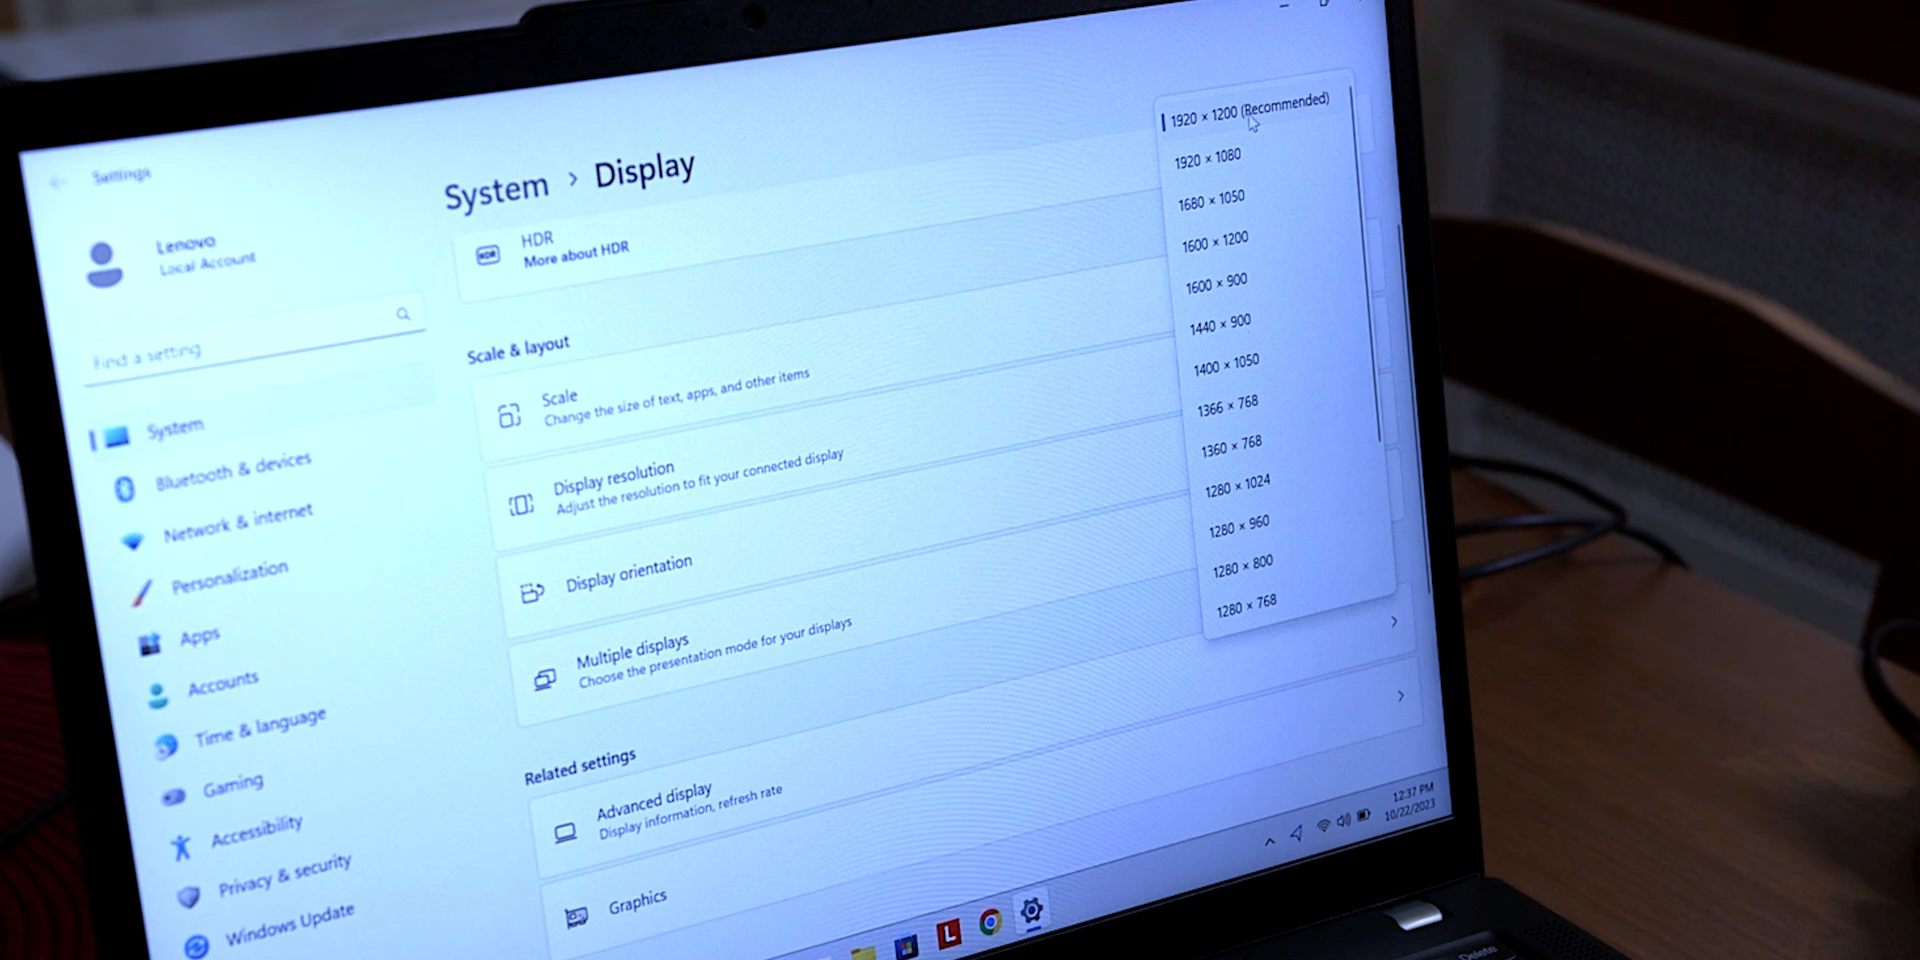 Settings
Lenovo
Local Account
Find a setting
System
Bluetooth & devices
Network & internet
Personalization
Apps
Accounts
Time & language
Gaming
Accessibility
Privacy & security
Windows Update
System › Display
HDR
HDR
More about HDR
Scale & layout
Scale
Change the size of text, apps, and other items
Display resolution
Adjust the resolution to fit your connected display
Display orientation
Multiple displays
Choose the presentation mode for your displays
Related settings
Advanced display
Display information, refresh rate
Graphics
1920 × 1200 (Recommended)
1920 × 1080
1680 × 1050
1600 × 1200
1600 × 900
1440 × 900
1400 × 1050
1366 × 768
1360 × 768
1280 × 1024
1280 × 960
1280 × 800
1280 × 768
L
12:37 PM
10/22/2023
Delete